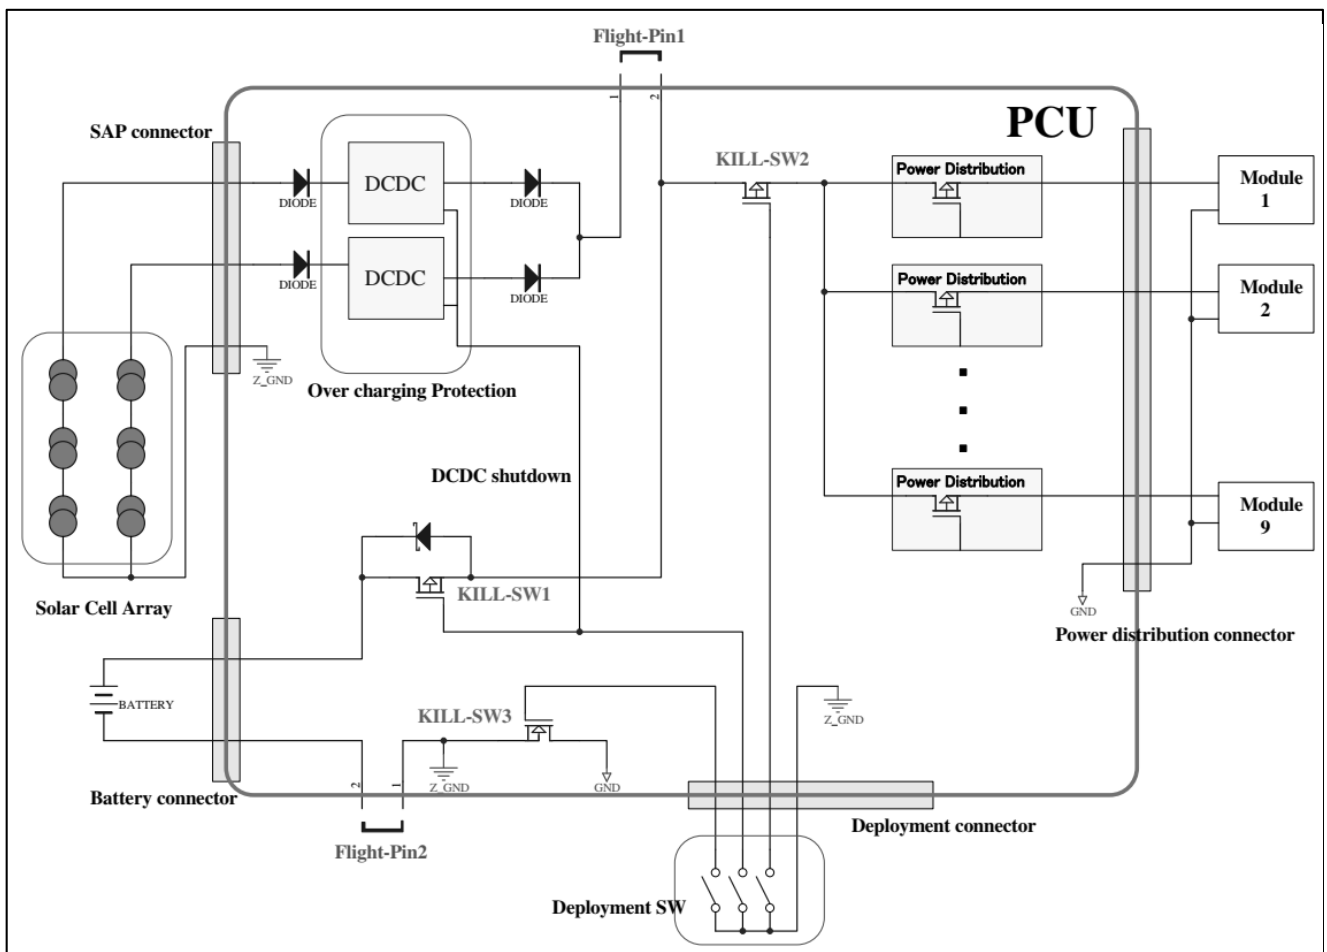 Flight-Pin1
1
2
PCU
SAP connector
KILL-SW2
DCDC
DIODE
DIODE
Power Distribution
Module
1
DCDC
DIODE
DIODE
Power Distribution
Module
2
Z_GND
Over charging Protection
DCDC shutdown
Power Distribution
Module
9
KILL-SW1
Solar Cell Array
GND
Power distribution connector
BATTERY
KILL-SW3
Z_GND
Battery connector
2
1
Z_GND
GND
Deployment connector
Flight-Pin2
Deployment SW